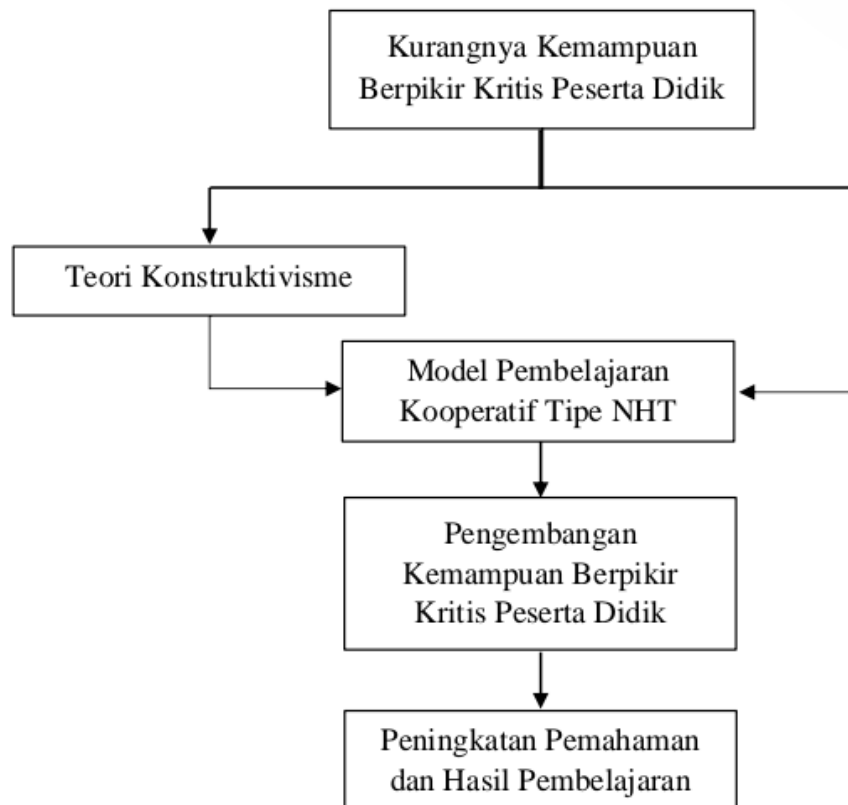 Kurangnya Kemampuan
Berpikir Kritis Peserta Didik
Teori Konstruktivisme
Model Pembelajaran
Kooperatif Tipe NHT
Pengembangan
Kemampuan Berpikir
Kritis Peserta Didik
Peningkatan Pemahaman
dan Hasil Pembelajaran